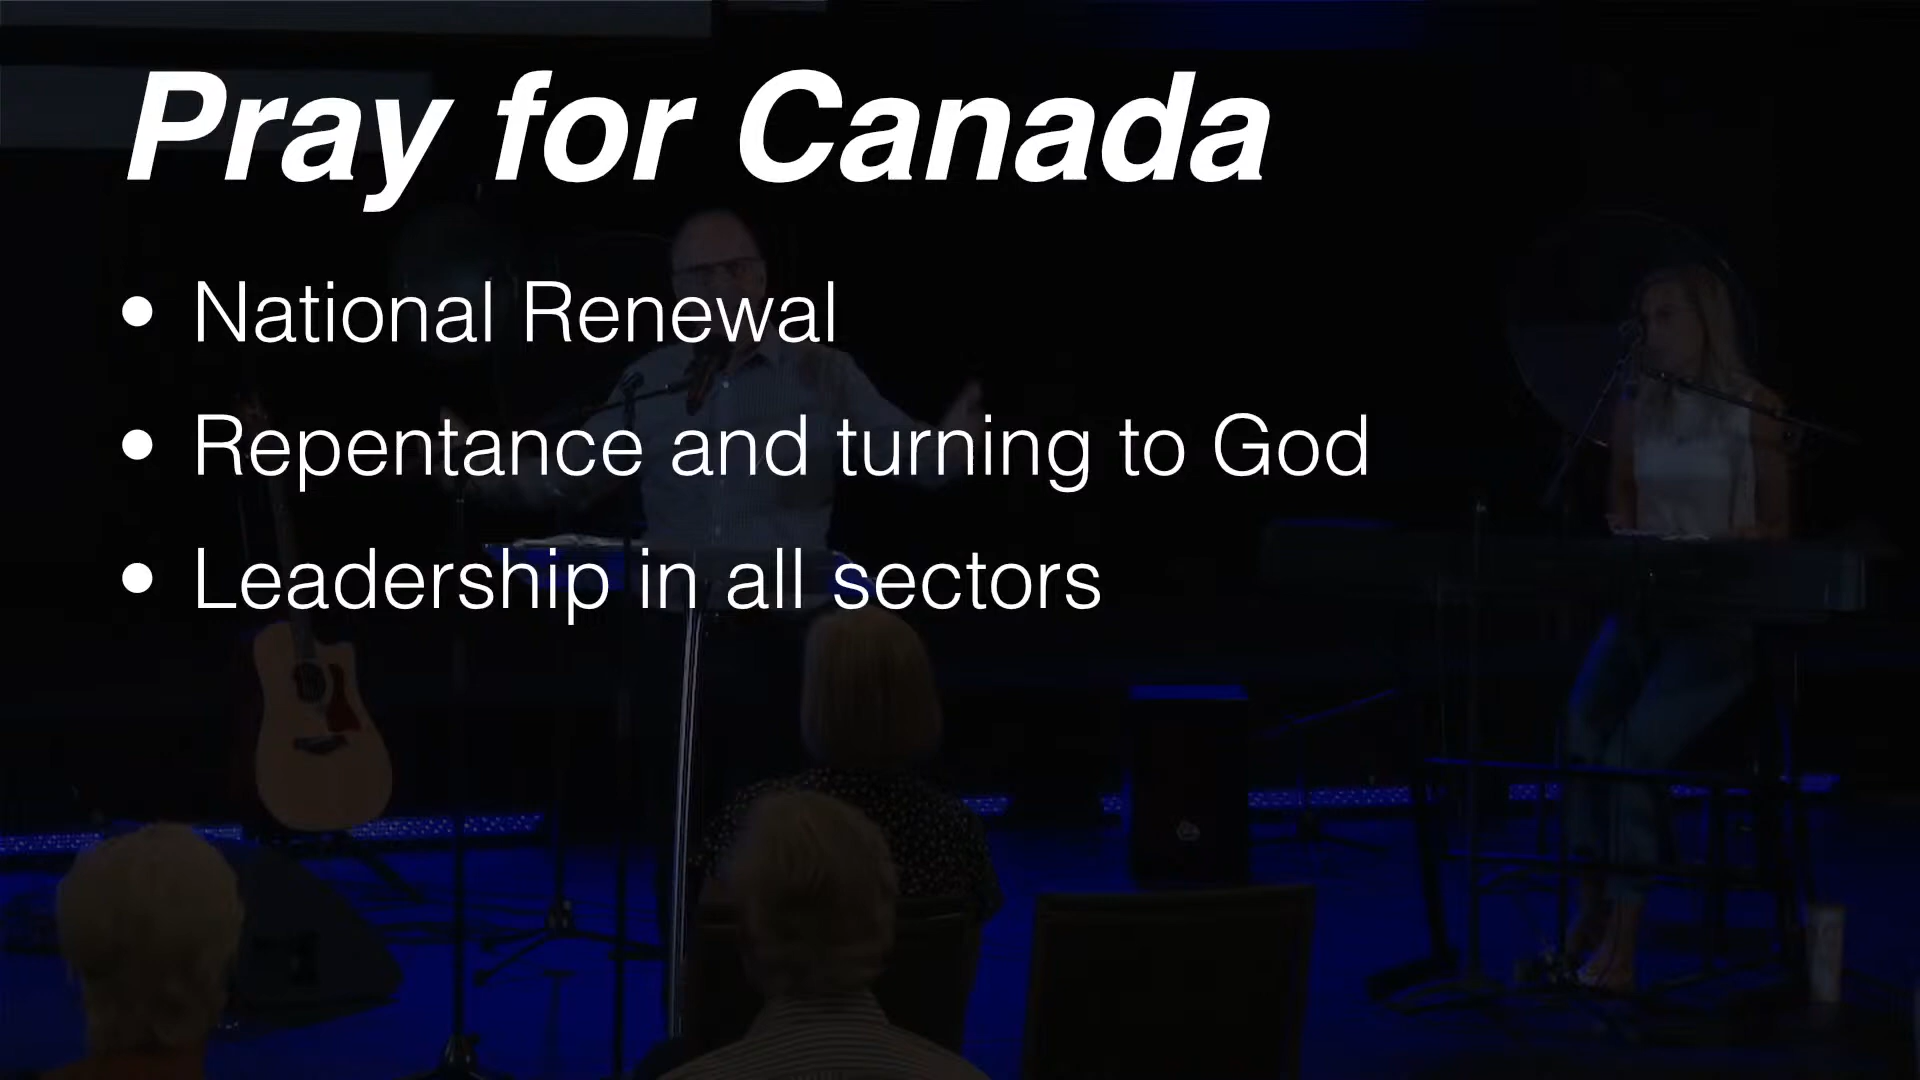 Pray for Canada
• National Renewal
• Repentance and turning to God
• Leadership in all sectors